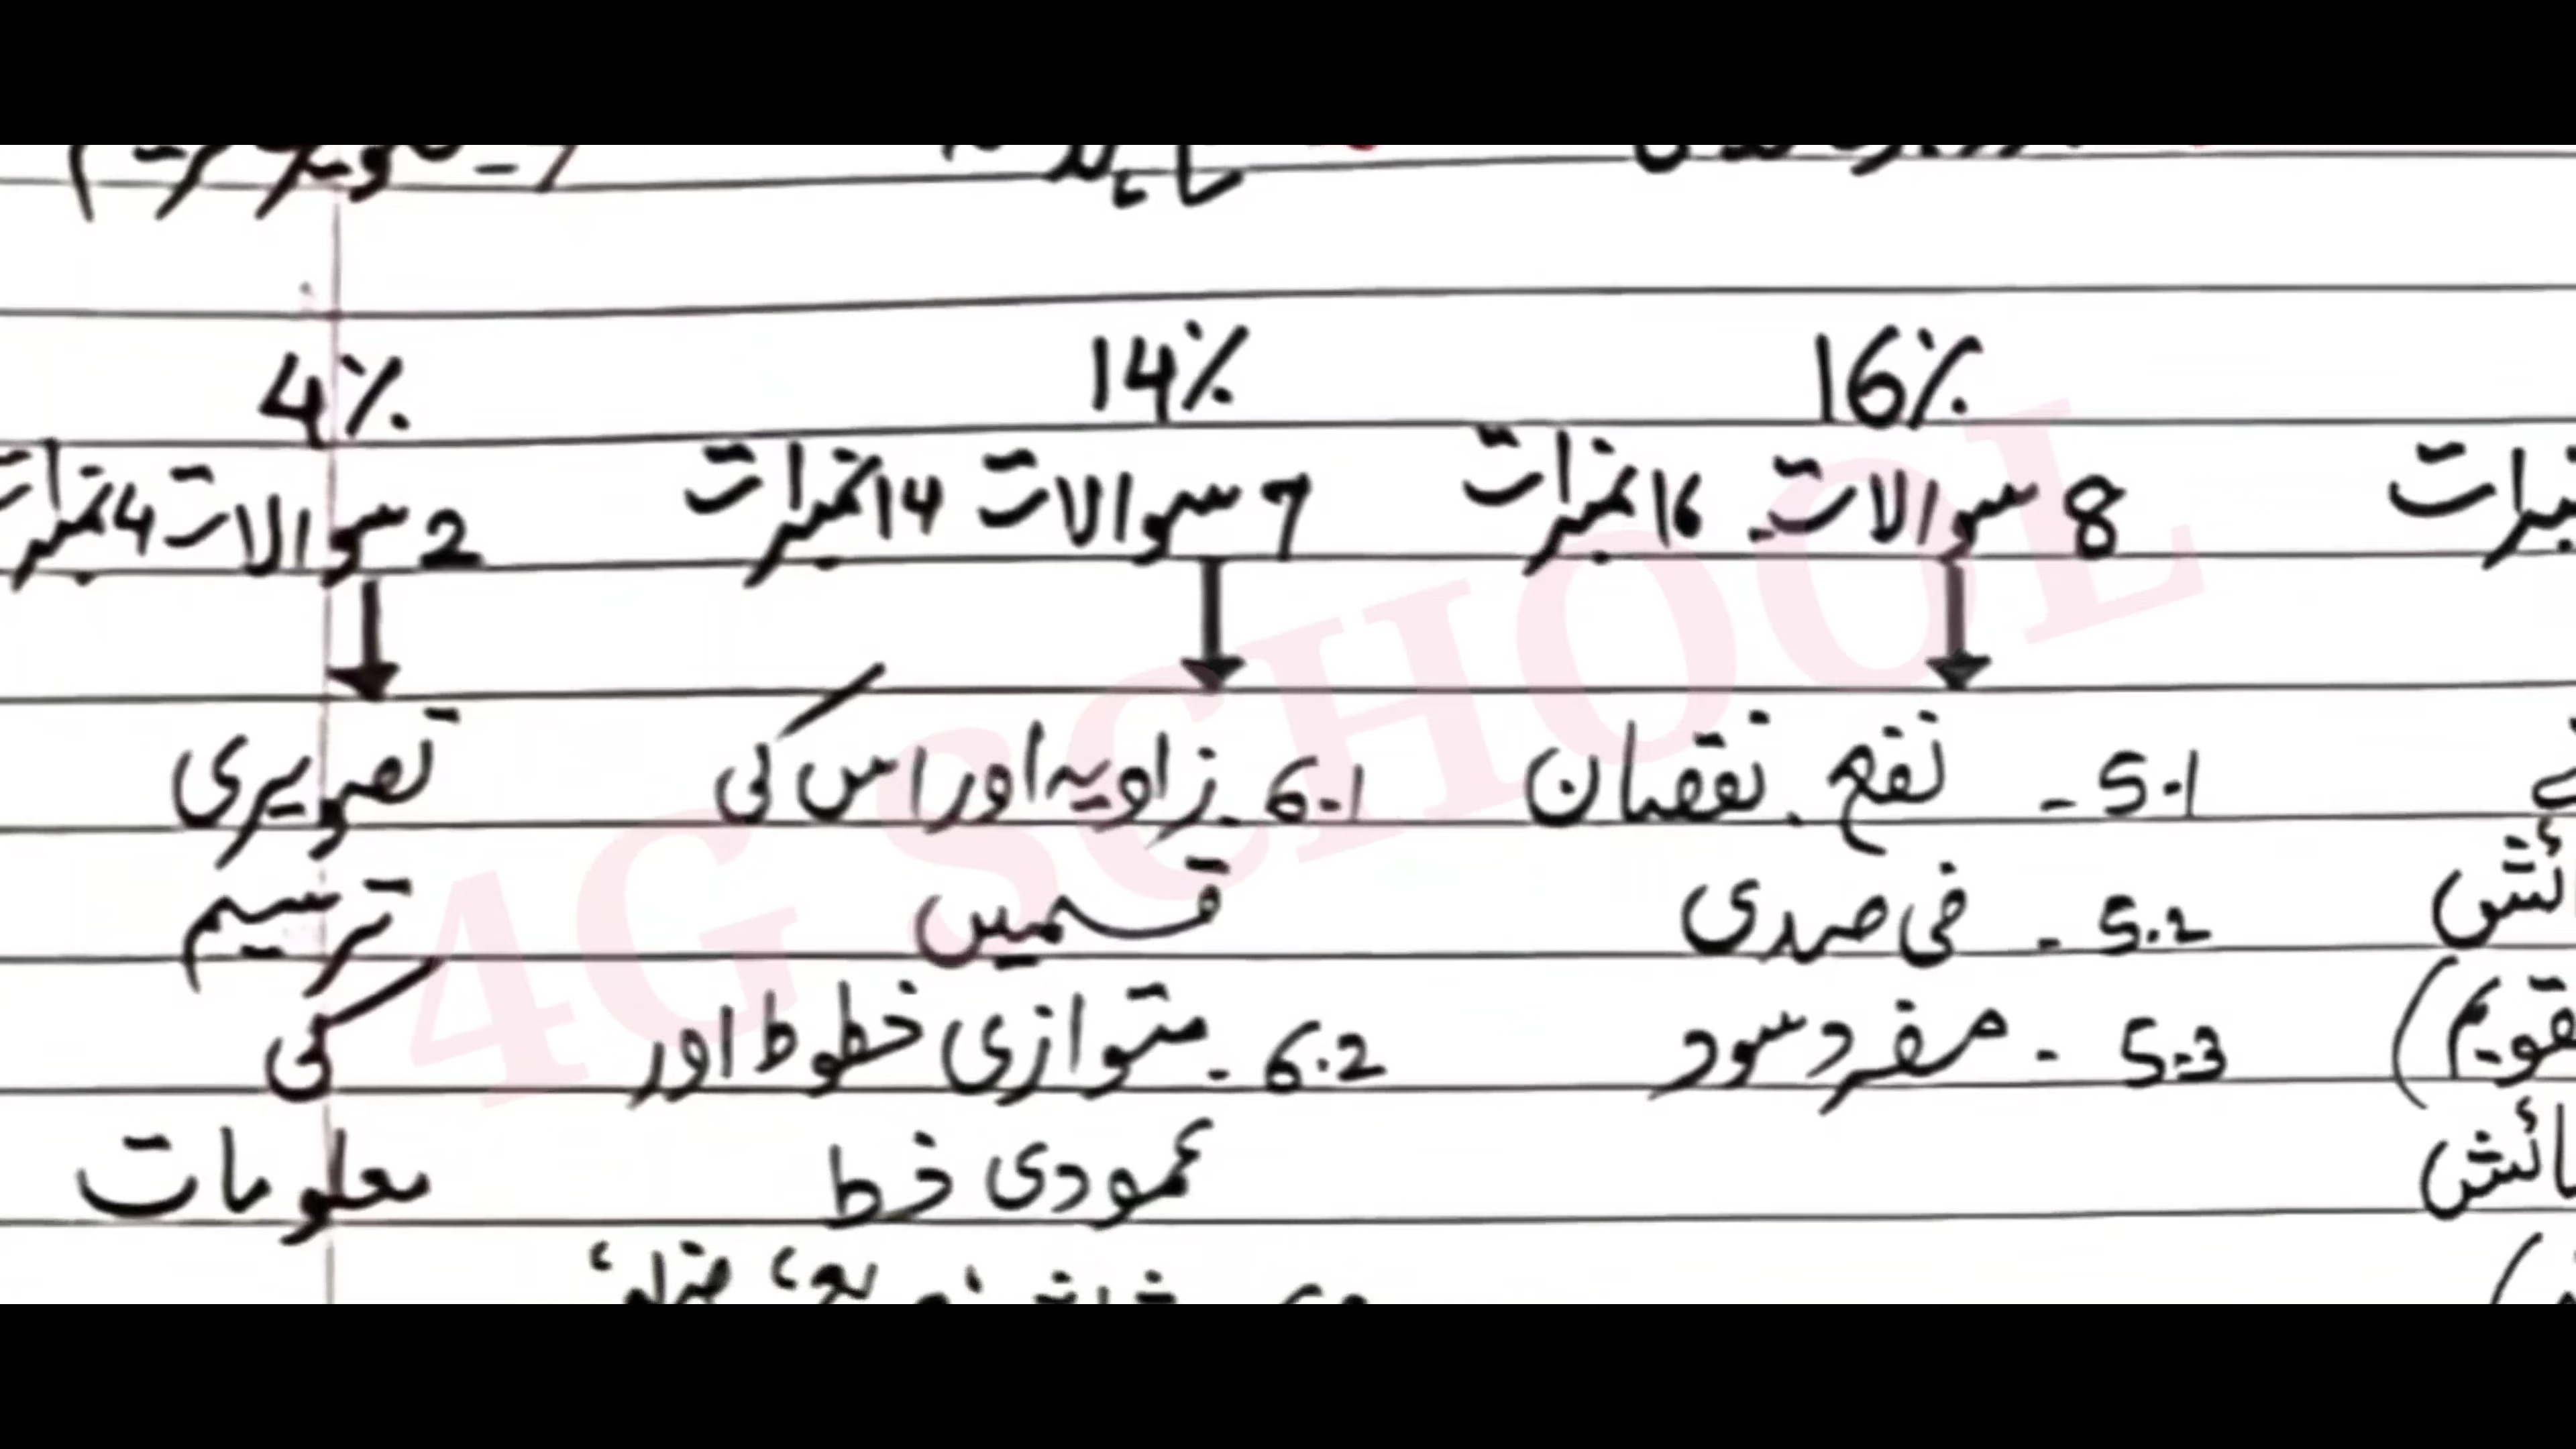 16% 14% 4%
8 سوالات 16 نمبرات 7 سوالات 14 نمبرات 2 سوالات 4 نمبرات
5.1 - نفع، نقصان 6.1 - زاویہ اور اس کی تصویری
5.2 - فی صدی قسمیں ترسیم
5.3 - مفرد سود 6.2 - متوازی خطوط اور کی
عمودی خط معلومات
4G SCHOOL